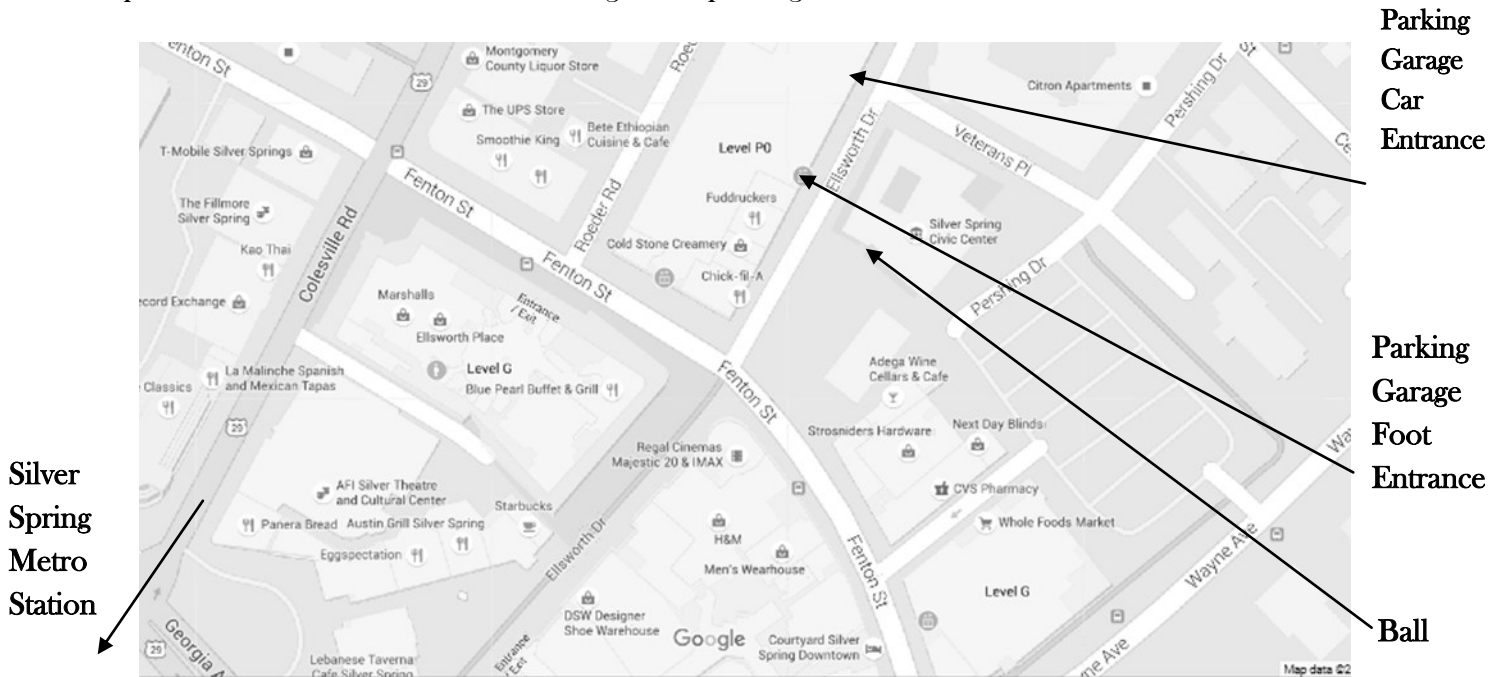 Parking
Garage
Car
Entrance
Fenton St
29
Montgomery
County Liquor Store
Citron Apartments
Pershing Dr
St
The UPS Store
Smoothie King
Bete Ethiopian
Cuisine & Cafe
T-Mobile Silver Springs
Level P0
Ellsworth Dr
Veterans Pl
Fenton St
Roeder Rd
Fuddruckers
The Fillmore
Silver Spring
Colesville Rd
Kao Thai
Cold Stone Creamery
Silver Spring
Civic Center
Fenton St
Chick-fil-A
Pershing Dr
ecord Exchange
Marshalls
Entrance
/ Exit
Ellsworth Place
Level G
La Malinche Spanish
and Mexican Tapas
Classics
Blue Pearl Buffet & Grill
Fenton St
Adega Wine
Cellars & Cafe
Parking
Garage
Foot
Entrance
29
Strosniders Hardware
Next Day Blinds
Regal Cinemas
Majestic 20 & IMAX
Silver
Spring
Metro
Station
AFI Silver Theatre
and Cultural Center
Starbucks
CVS Pharmacy
Panera Bread
Austin Grill Silver Spring
Whole Foods Market
Eggspectation
Ellsworth Dr
H&M
Men's Wearhouse
Fenton St
Wayne Ave
Level G
DSW Designer
Shoe Warehouse
Google
Courtyard Silver
Spring Downtown
Ball
29
Georgia A
Lebanese Taverna
Cafe Silver Spring
Entrance
/ Exit
ne Ave
Map data ©2